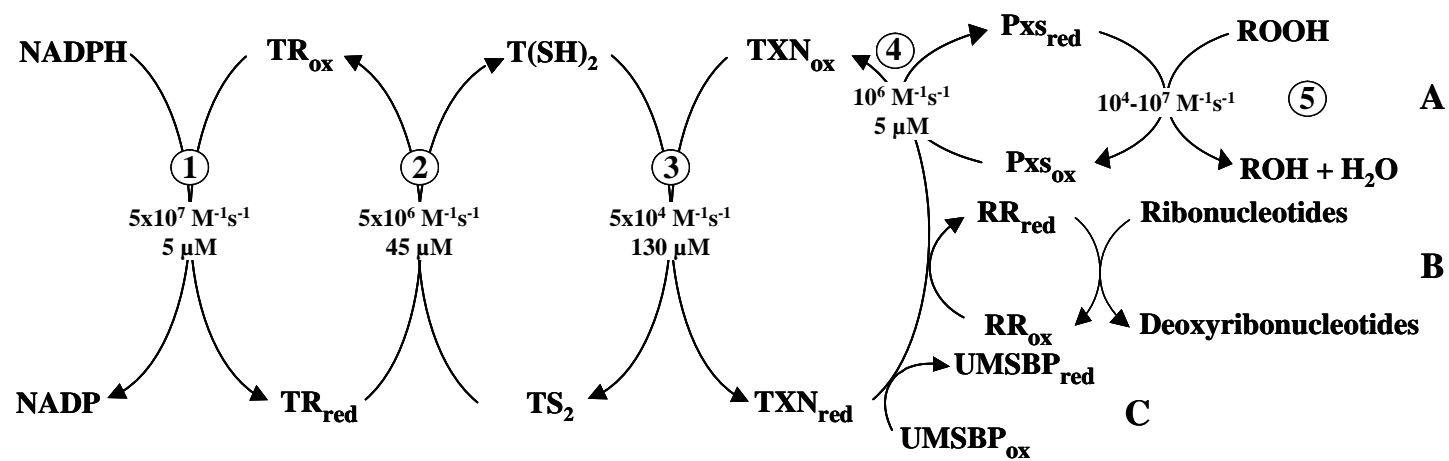 NADPH
TRox
T(SH)2
TXNox
④
Pxsred
ROOH
10⁶ M⁻¹s⁻¹
5 µM
10⁴-10⁷ M⁻¹s⁻¹
⑤
A
①
5x10⁷ M⁻¹s⁻¹
5 µM
②
5x10⁶ M⁻¹s⁻¹
45 µM
③
5x10⁴ M⁻¹s⁻¹
130 µM
Pxsox
ROH + H2O
RRred
Ribonucleotides
B
RRox
Deoxyribonucleotides
NADP
TRred
TS2
TXNred
UMSBPred
C
UMSBPox